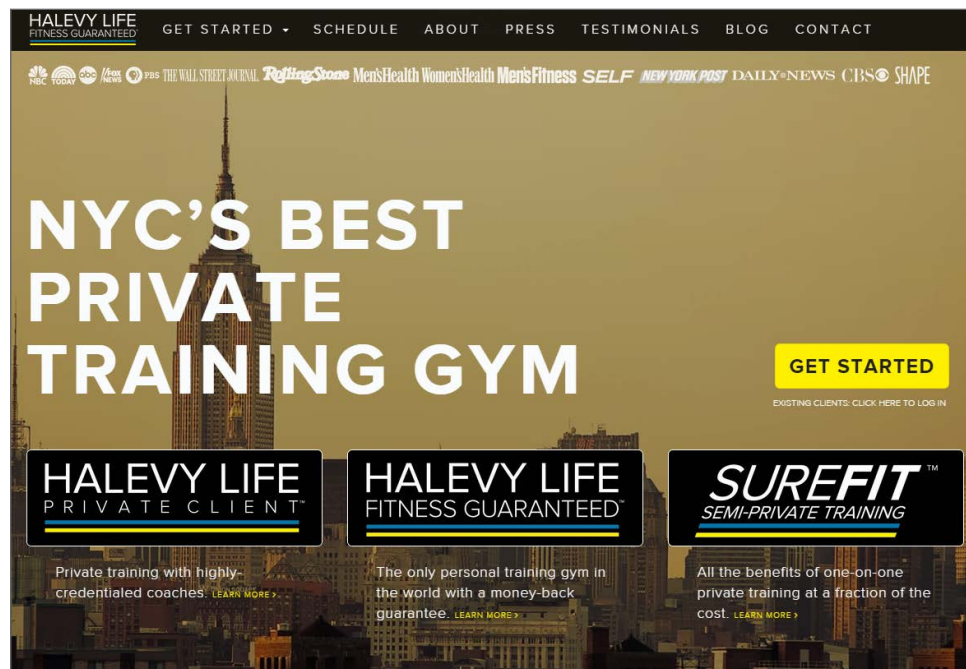 HALEVY LIFE
FITNESS GUARANTEED
GET STARTED
SCHEDULE
ABOUT
PRESS
TESTIMONIALS
BLOG
CONTACT
NBC TODAY abc FOX NEWS PBS THE WALL STREET JOURNAL. RollingStone Men'sHealth Women'sHealth Men'sFitness SELF NEW YORK POST DAILY NEWS CBS SHAPE
NYC'S BEST
PRIVATE
TRAINING GYM
GET STARTED
EXISTING CLIENTS: CLICK HERE TO LOG IN
HALEVY LIFE
PRIVATE CLIENT™
Private training with highly-
credentialed coaches. LEARN MORE >
HALEVY LIFE
FITNESS GUARANTEED™
The only personal training gym in
the world with a money-back
guarantee. LEARN MORE >
SUREFIT™
SEMI-PRIVATE TRAINING
All the benefits of one-on-one
private training at a fraction of the
cost. LEARN MORE >